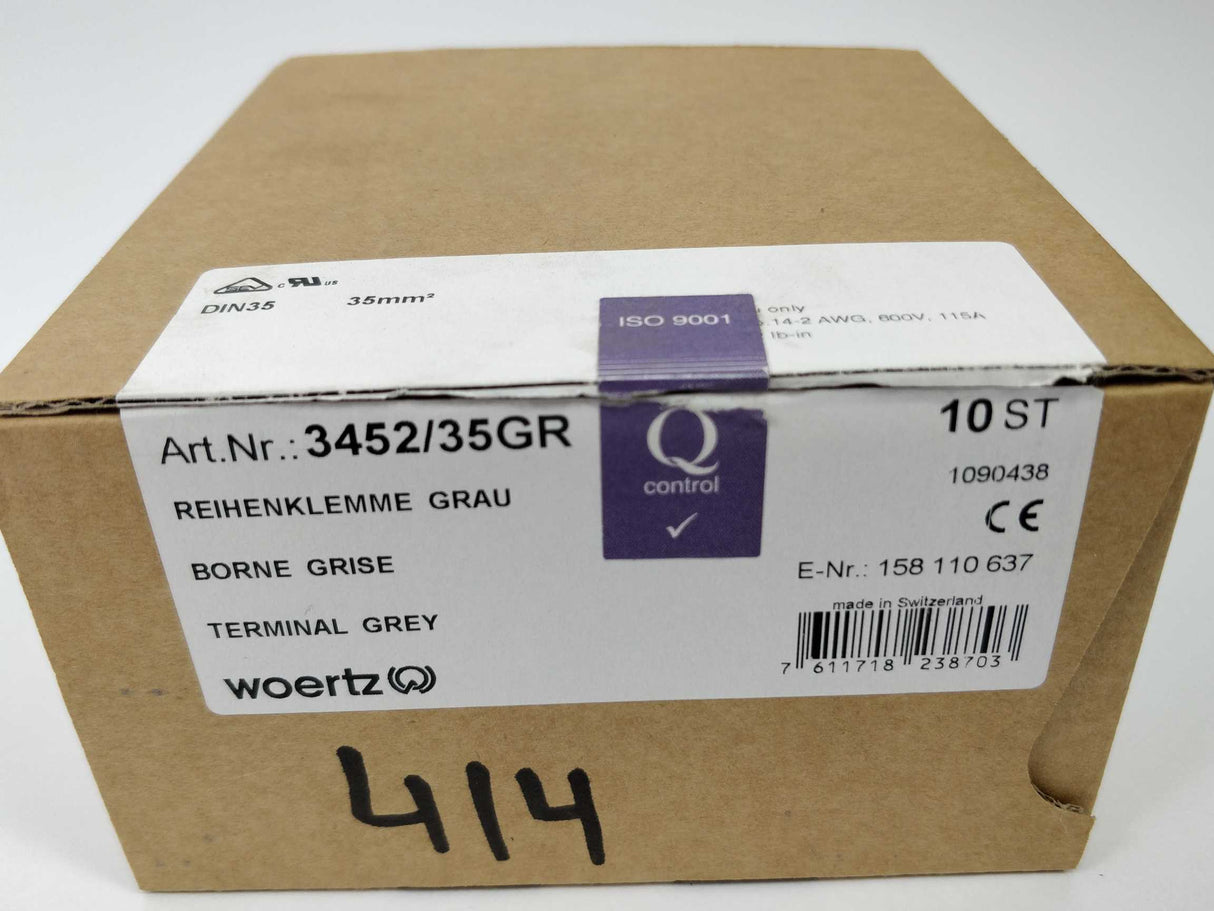 c RU us
DIN35 35mm²
ISO 9001
only
14-2 AWG, 600V, 115A
lb-in
Art.Nr.: 3452/35GR
Q
control
10 ST
1090438
CE
REIHENKLEMME GRAU
BORNE GRISE
E-Nr.: 158 110 637
made in Switzerland
TERMINAL GREY
7 611718 238703
woertz
414